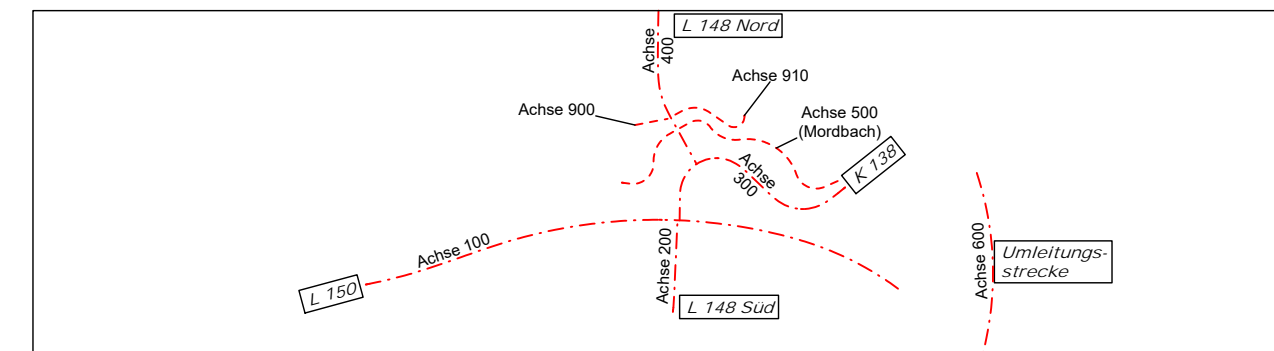 L 148 Nord
Achse
400
Achse 910
Achse 900
Achse 500
(Mordbach)
Achse
300
K 138
Achse 100
Achse 200
Achse 600
Umleitungs-
strecke
L 150
L 148 Süd